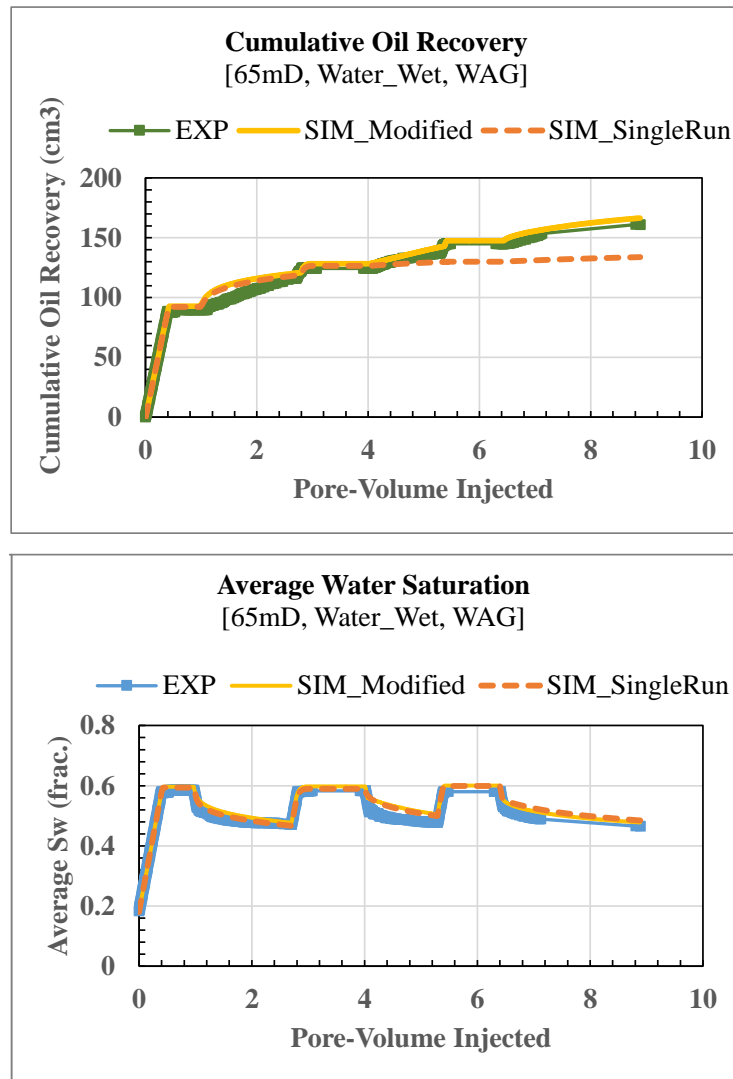 Cumulative Oil Recovery
[65mD, Water_Wet, WAG]
EXP SIM_Modified SIM_SingleRun
Cumulative Oil Recovery (cm3)
200
150
100
50
0
0 2 4 6 8 10
Pore-Volume Injected
Average Water Saturation
[65mD, Water_Wet, WAG]
EXP SIM_Modified SIM_SingleRun
Average Sw (frac.)
0.8
0.6
0.4
0.2
0
0 2 4 6 8 10
Pore-Volume Injected